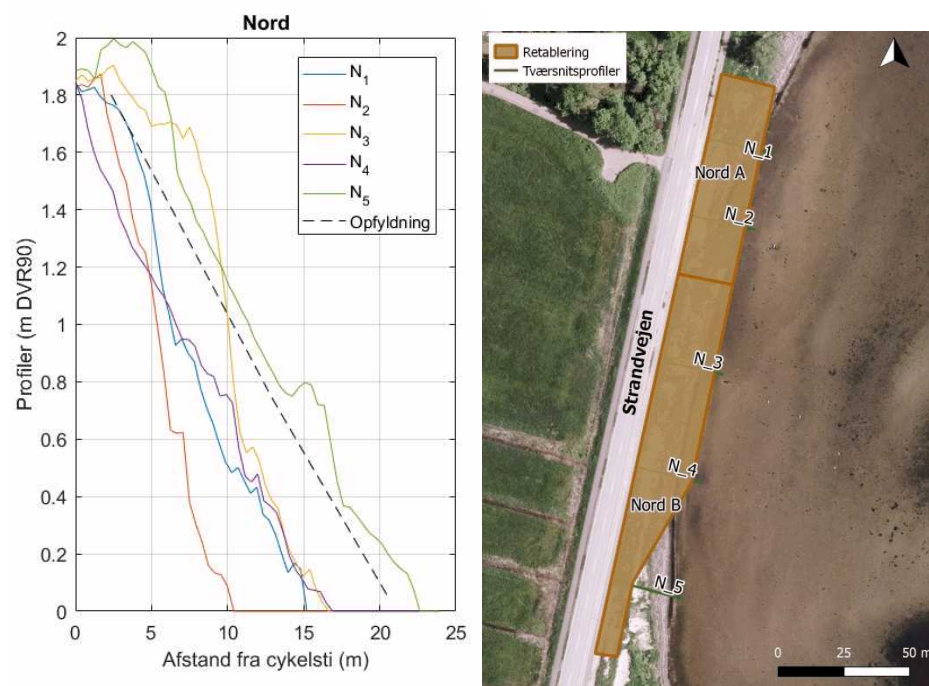 Nord
2
1.8
1.6
1.4
1.2
1
0.8
0.6
0.4
0.2
0
0 5 10 15 20 25
Profiler (m DVR90)
Afstand fra cykelsti (m)
N1
N2
N3
N4
N5
Opfyldning
Retablering
Tværsnitsprofiler
N_1
Nord A
N_2
Strandvejen
N_3
N_4
Nord B
N_5
0 25 50 m